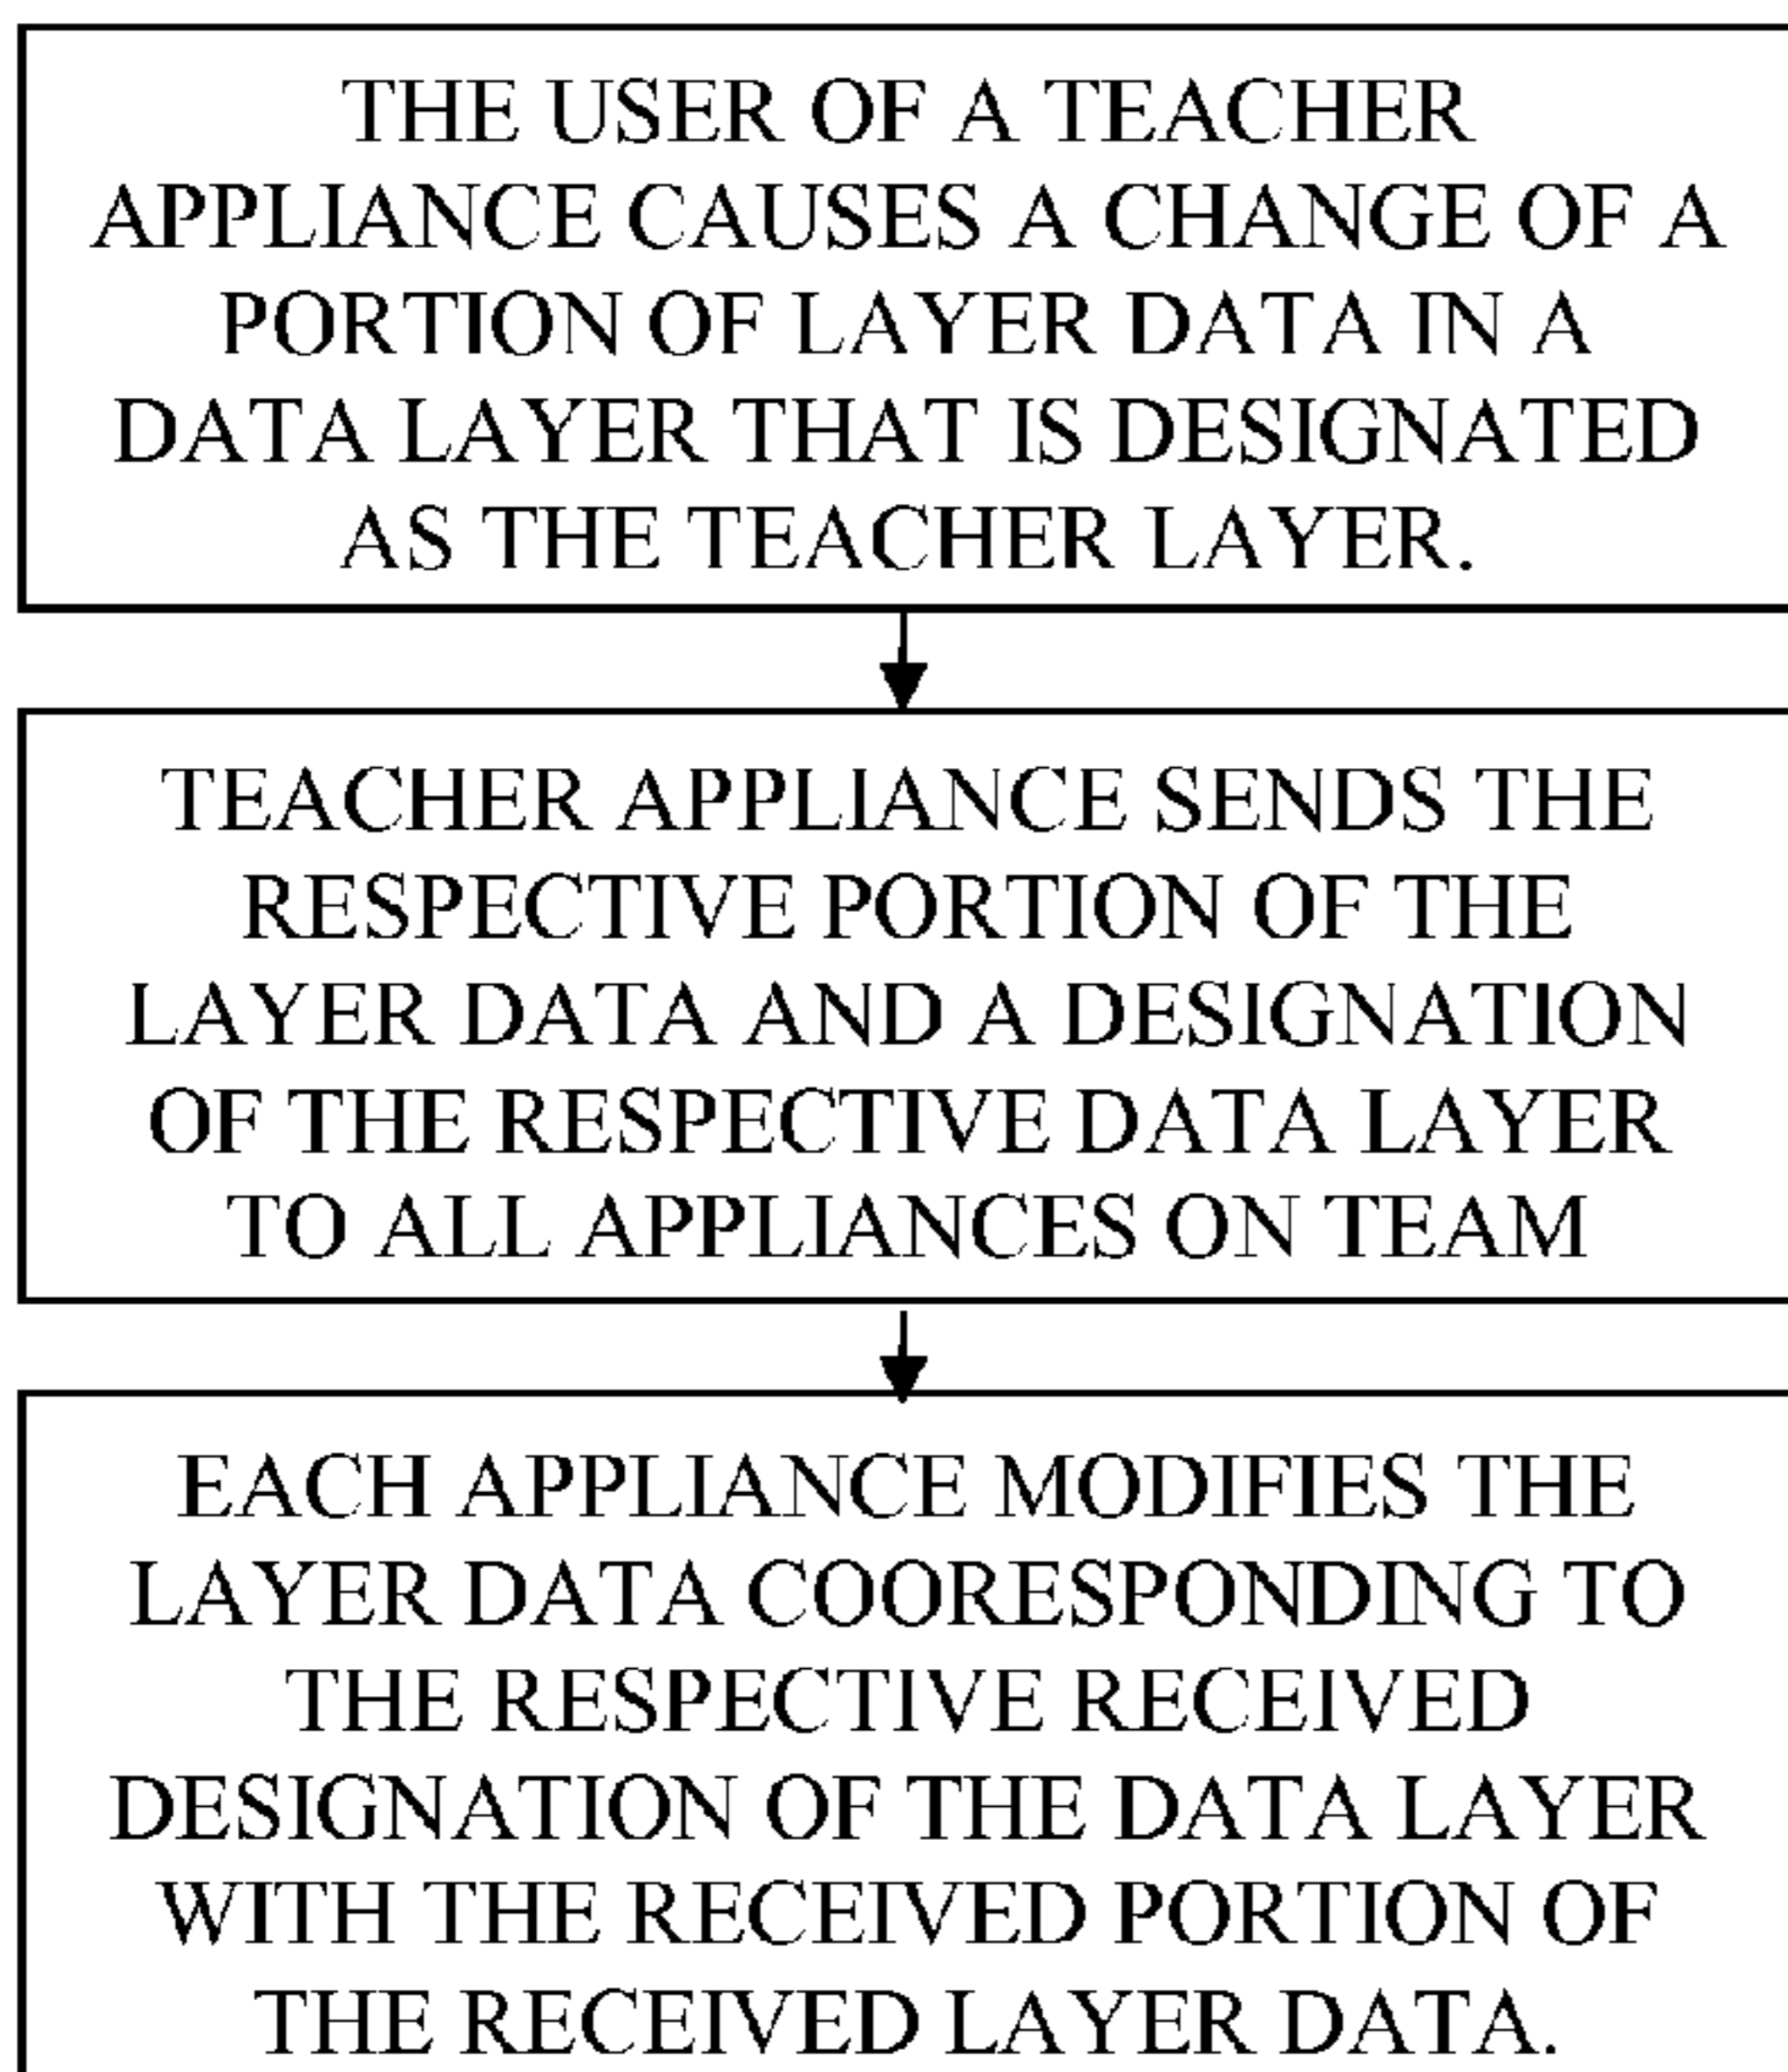 THE USER OF A TEACHER
APPLIANCE CAUSES A CHANGE OF A
PORTION OF LAYER DATA IN A
DATA LAYER THAT IS DESIGNATED
AS THE TEACHER LAYER.
TEACHER APPLIANCE SENDS THE
RESPECTIVE PORTION OF THE
LAYER DATA AND A DESIGNATION
OF THE RESPECTIVE DATA LAYER
TO ALL APPLIANCES ON TEAM
EACH APPLIANCE MODIFIES THE
LAYER DATA COORESPONDING TO
THE RESPECTIVE RECEIVED
DESIGNATION OF THE DATA LAYER
WITH THE RECEIVED PORTION OF
THE RECEIVED LAYER DATA.